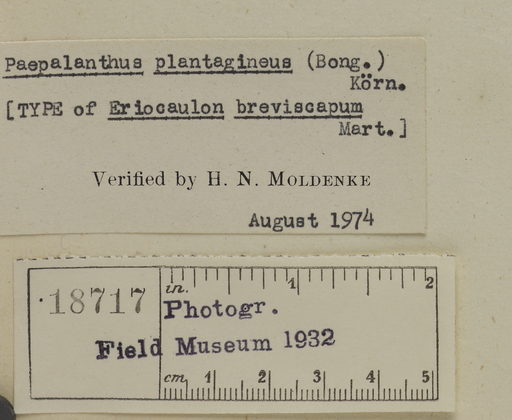 Paepalanthus plantagineus (Bong.)
Körn.
[TYPE of Eriocaulon breviscapum
Mart.]
Verified by H. N. MOLDENKE
August 1974
in. 1 2
·18717 Photogr.
Field Museum 1932
cm 1 2 3 4 5